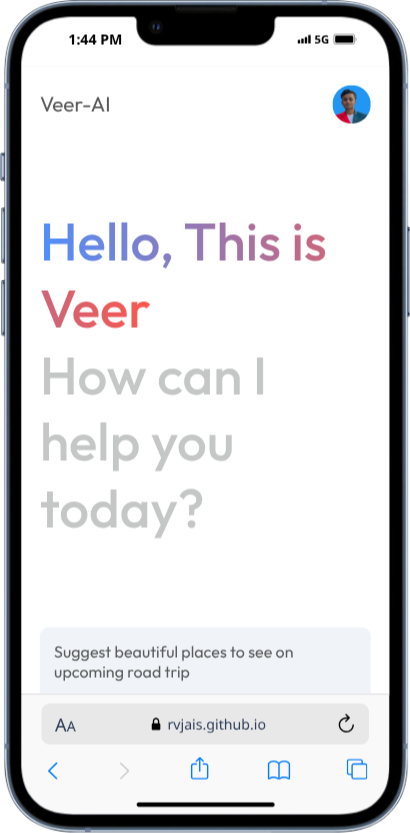 1:44 PM
5G
Veer-AI
Hello, This is
Veer
How can I
help you
today?
Suggest beautiful places to see on
upcoming road trip
AA
rvjais.github.io